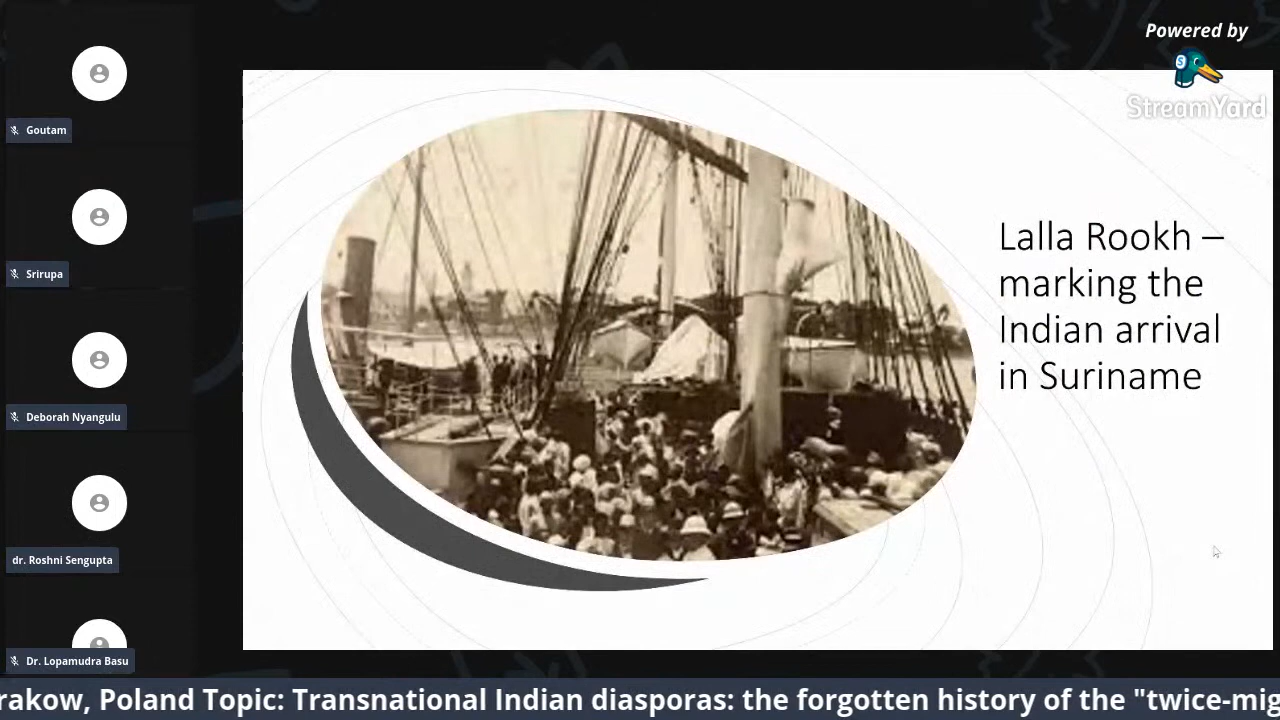 Powered by
StreamYard
Goutam
Srirupa
Deborah Nyangulu
dr. Roshni Sengupta
Dr. Lopamudra Basu
Lalla Rookh –
marking the
Indian arrival
in Suriname
rakow, Poland Topic: Transnational Indian diasporas: the forgotten history of the "twice-mig